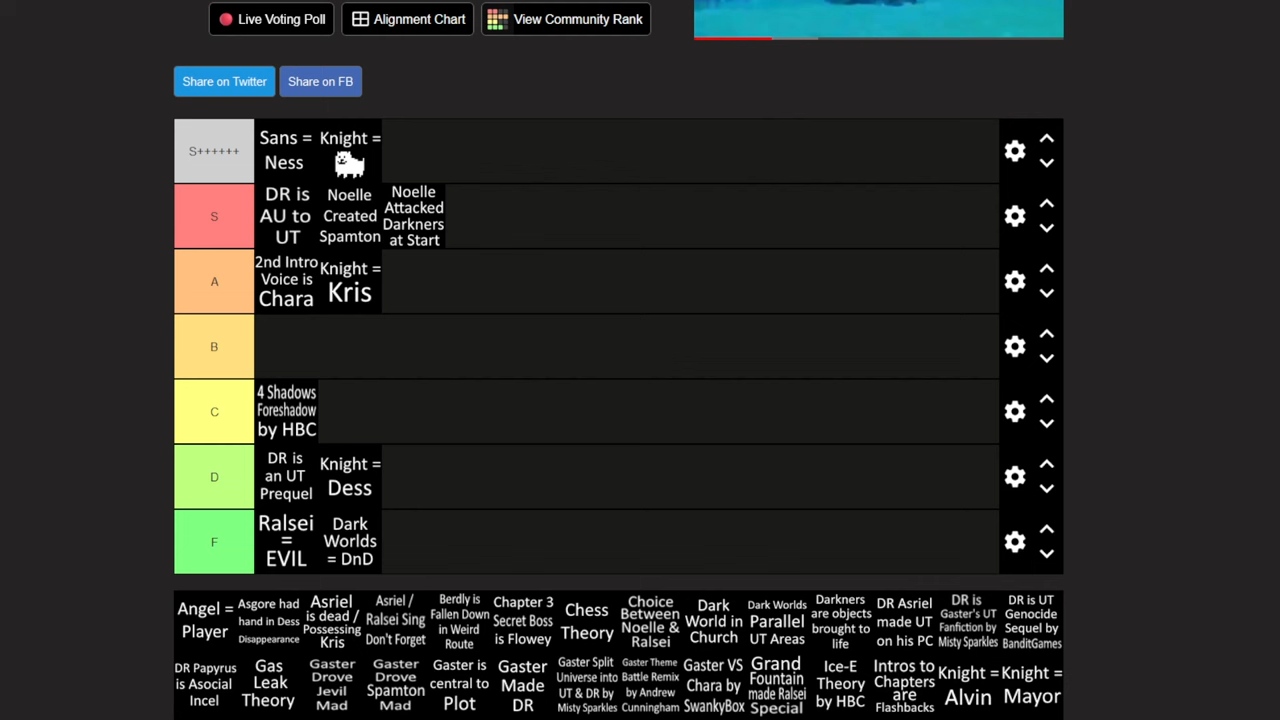 Live Voting Poll
Alignment Chart
View Community Rank
Share on Twitter
Share on FB
S++++++
Sans =
Ness
Knight =
S
DR is
AU to
UT
Noelle
Created
Spamton
Noelle
Attacked
Darkners
at Start
A
2nd Intro
Voice is
Chara
Knight =
Kris
B
C
4 Shadows
Foreshadow
by HBC
D
DR is
an UT
Prequel
Knight =
Dess
F
Ralsei
=
EVIL
Dark
Worlds
= DnD
Angel =
Player
Asgore had
hand in Dess
Disappearance
Asriel
is dead /
Possessing
Kris
Asriel /
Ralsei Sing
Don't Forget
Berdly is
Fallen Down
in Weird
Route
Chapter 3
Secret Boss
is Flowey
Chess
Theory
Choice
Between
Noelle &
Ralsei
Dark
World in
Church
Dark Worlds
Parallel
UT Areas
Darkners
are objects
brought to
life
DR Asriel
made UT
on his PC
DR is
Gaster's UT
Fanfiction by
Misty Sparkles
DR is UT
Genocide
Sequel by
BanditGames
DR Papyrus
is Asocial
Incel
Gas
Leak
Theory
Gaster
Drove
Jevil
Mad
Gaster
Drove
Spamton
Mad
Gaster is
central to
Plot
Gaster
Made
DR
Gaster Split
Universe into
UT & DR by
Misty Sparkles
Gaster Theme
Battle Remix
by Andrew
Cunningham
Gaster VS
Chara by
SwankyBox
Grand
Fountain
made Ralsei
Special
Ice-E
Theory
by HBC
Intros to
Chapters
are
Flashbacks
Knight =
Alvin
Knight =
Mayor